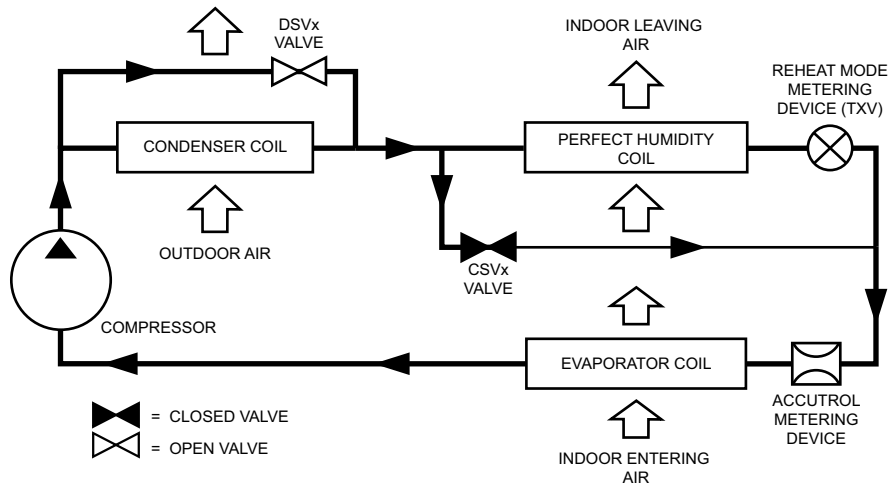 DSVx
VALVE
INDOOR LEAVING
AIR
REHEAT MODE
METERING
DEVICE (TXV)
CONDENSER COIL
PERFECT HUMIDITY
COIL
OUTDOOR AIR
CSVx
VALVE
COMPRESSOR
EVAPORATOR COIL
ACCUTROL
METERING
DEVICE
= CLOSED VALVE
= OPEN VALVE
INDOOR ENTERING
AIR